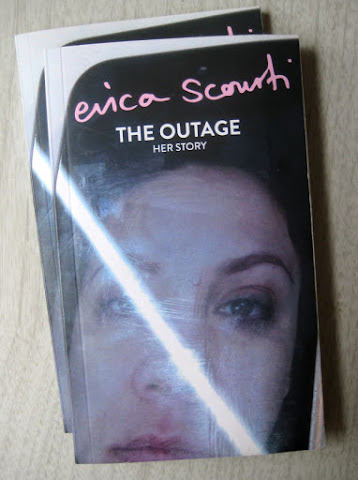 erica scourti
THE OUTAGE
HER STORY